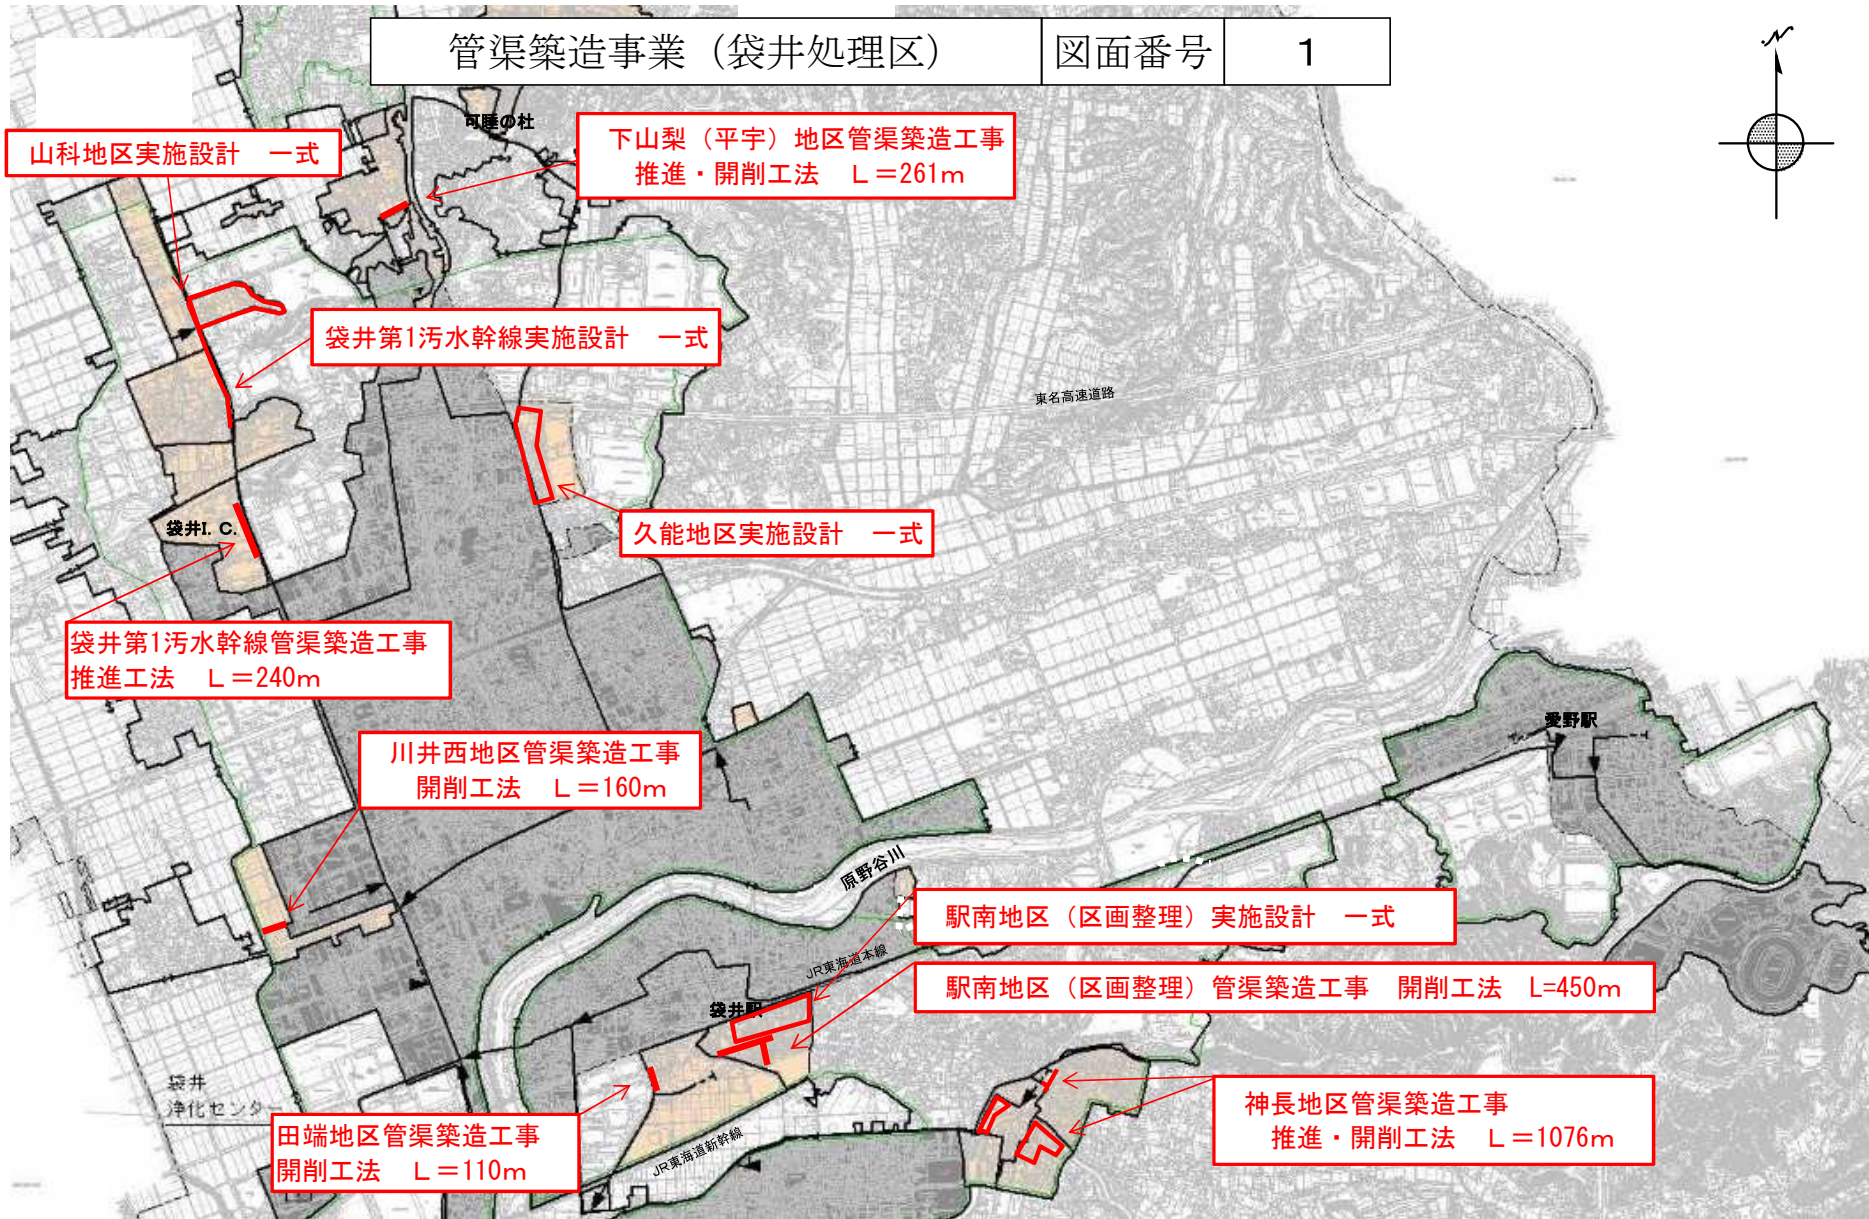 管渠築造事業（袋井処理区） 図面番号 1
可睡の杜
下山梨（平宇）地区管渠築造工事
推進・開削工法　Ｌ＝261ｍ
山科地区実施設計　一式
袋井第1汚水幹線実施設計　一式
東名高速道路
久能地区実施設計　一式
袋井I. C.
袋井第1汚水幹線管渠築造工事
推進工法　Ｌ＝240ｍ
愛野駅
川井西地区管渠築造工事
開削工法　Ｌ＝160ｍ
原野谷川
駅南地区（区画整理）実施設計　一式
JR東海道本線
駅南地区（区画整理）管渠築造工事　開削工法　L=450ｍ
袋井駅
袋井
浄化センター
神長地区管渠築造工事
推進・開削工法　Ｌ＝1076ｍ
田端地区管渠築造工事
開削工法　Ｌ＝110ｍ
JR東海道新幹線